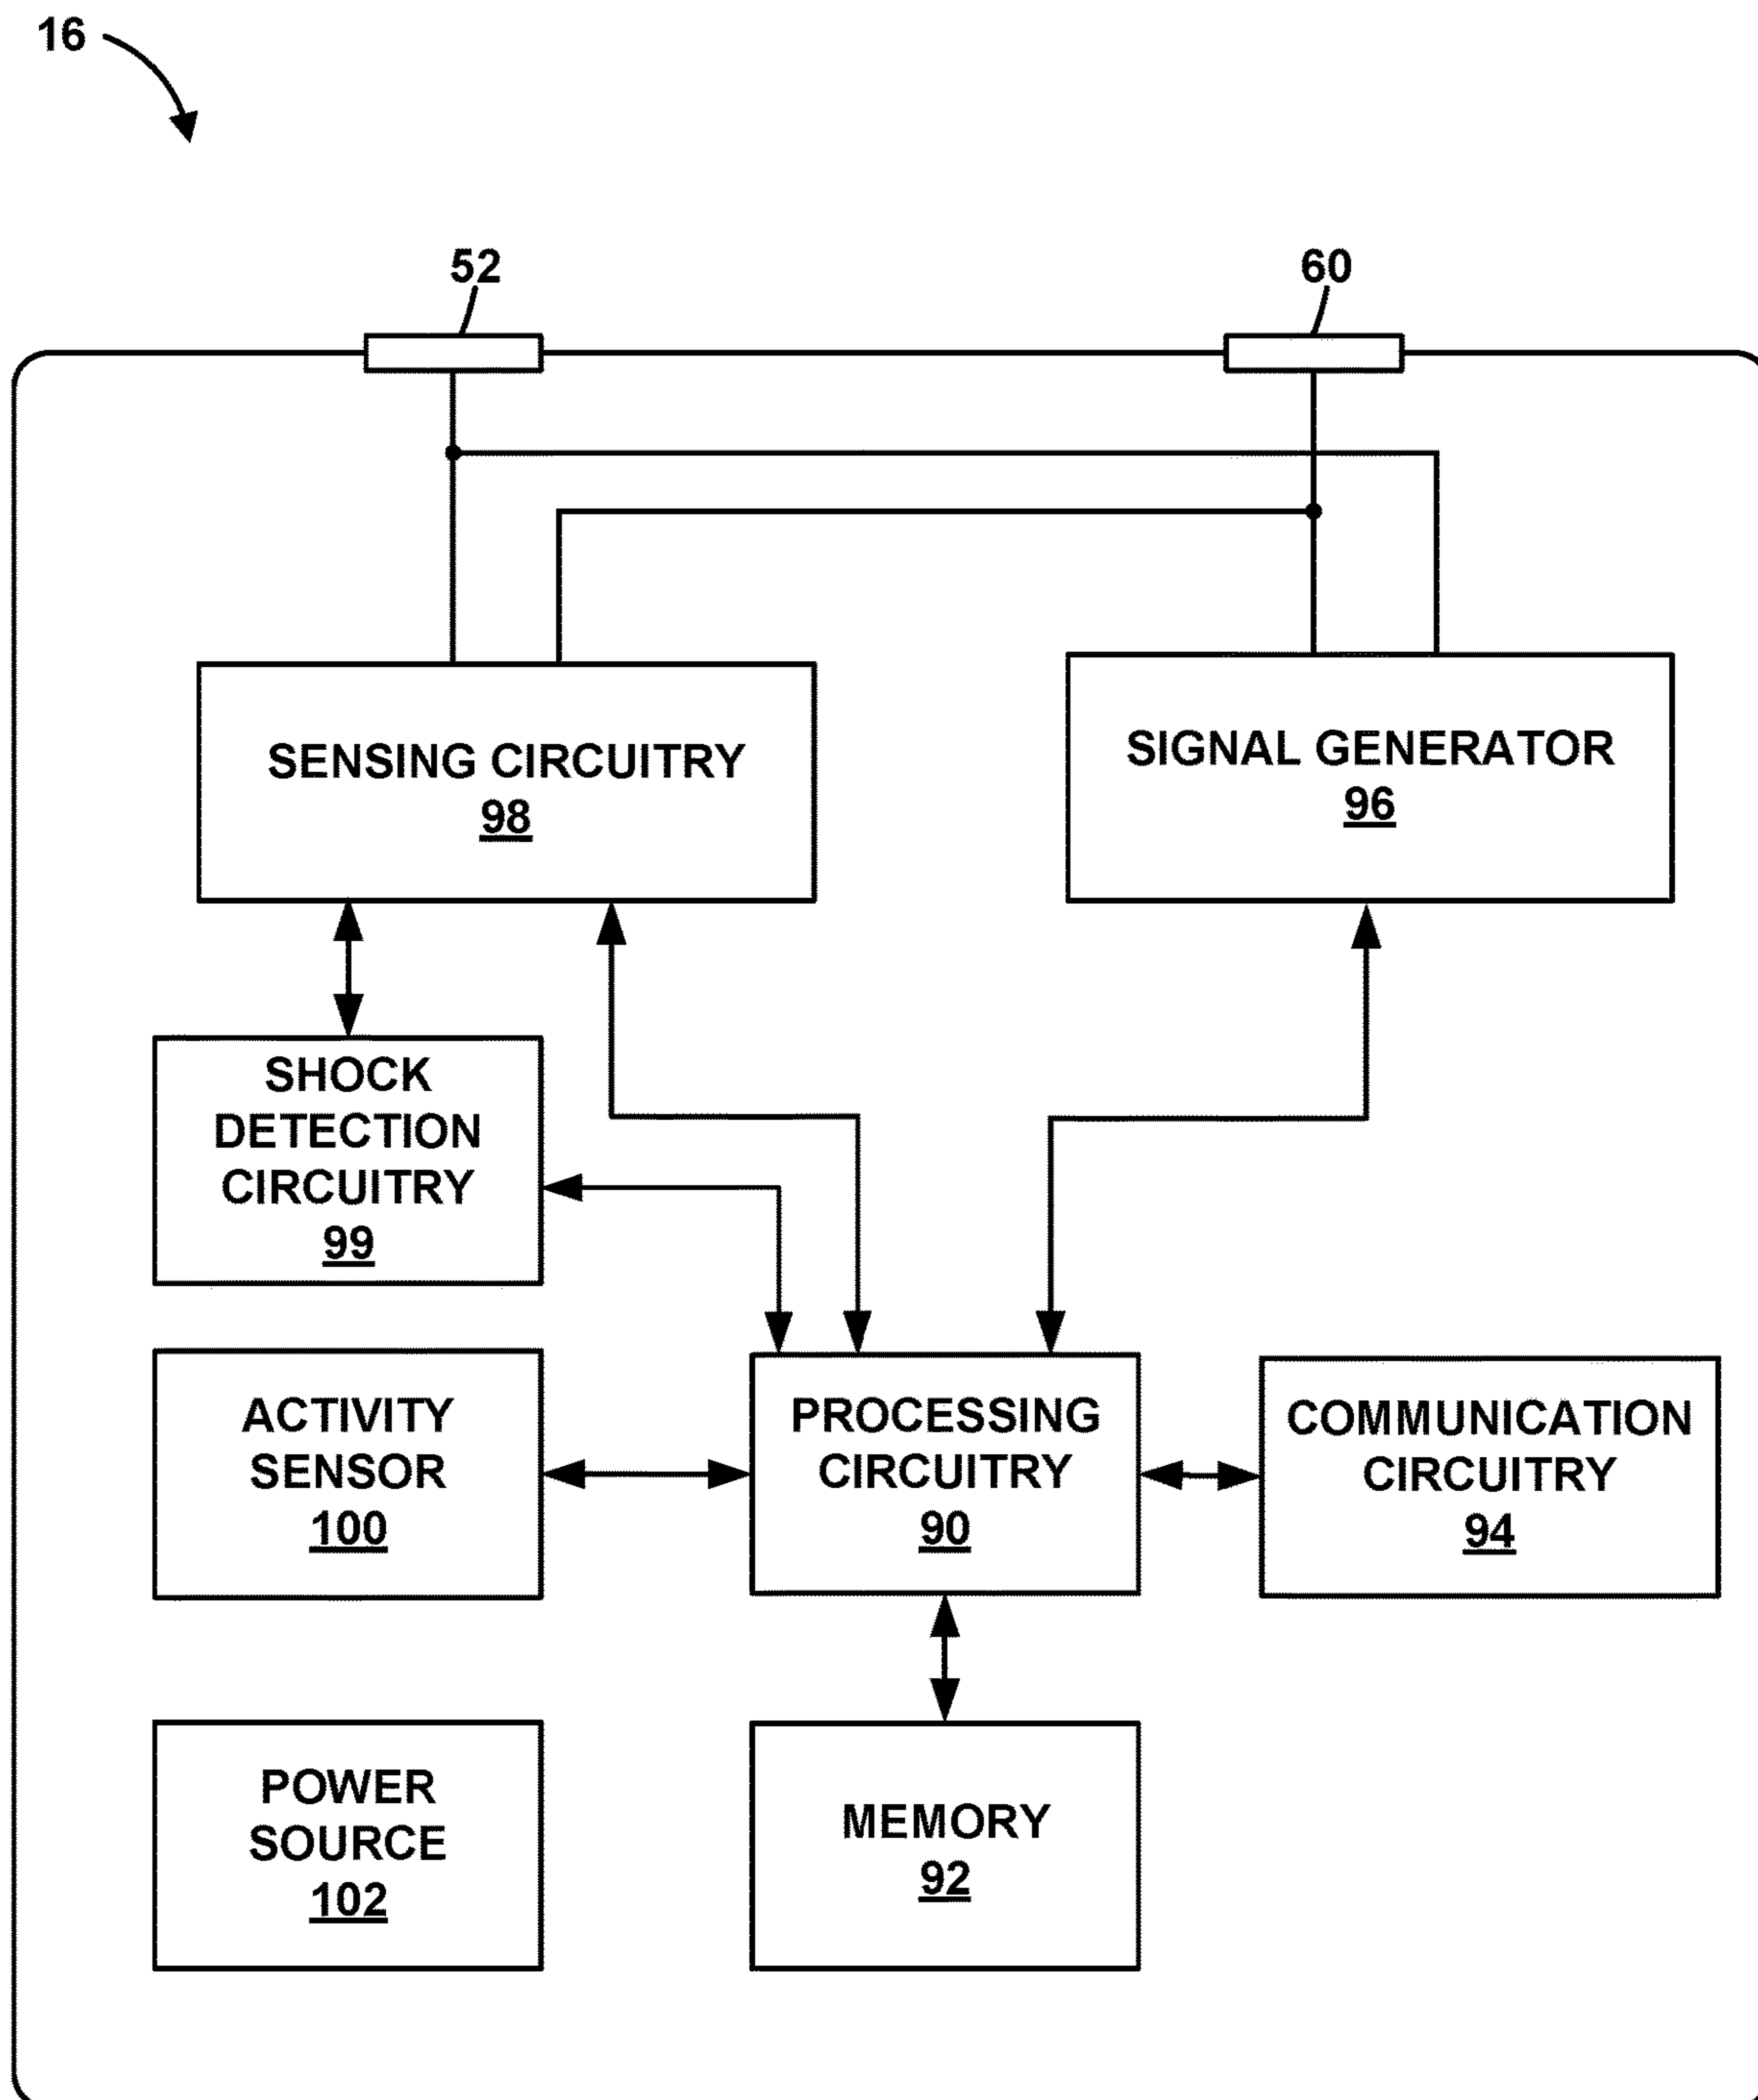 16
52
60
SENSING CIRCUITRY
98
SIGNAL GENERATOR
96
SHOCK
DETECTION
CIRCUITRY
99
ACTIVITY
SENSOR
100
PROCESSING
CIRCUITRY
90
COMMUNICATION
CIRCUITRY
94
POWER
SOURCE
102
MEMORY
92